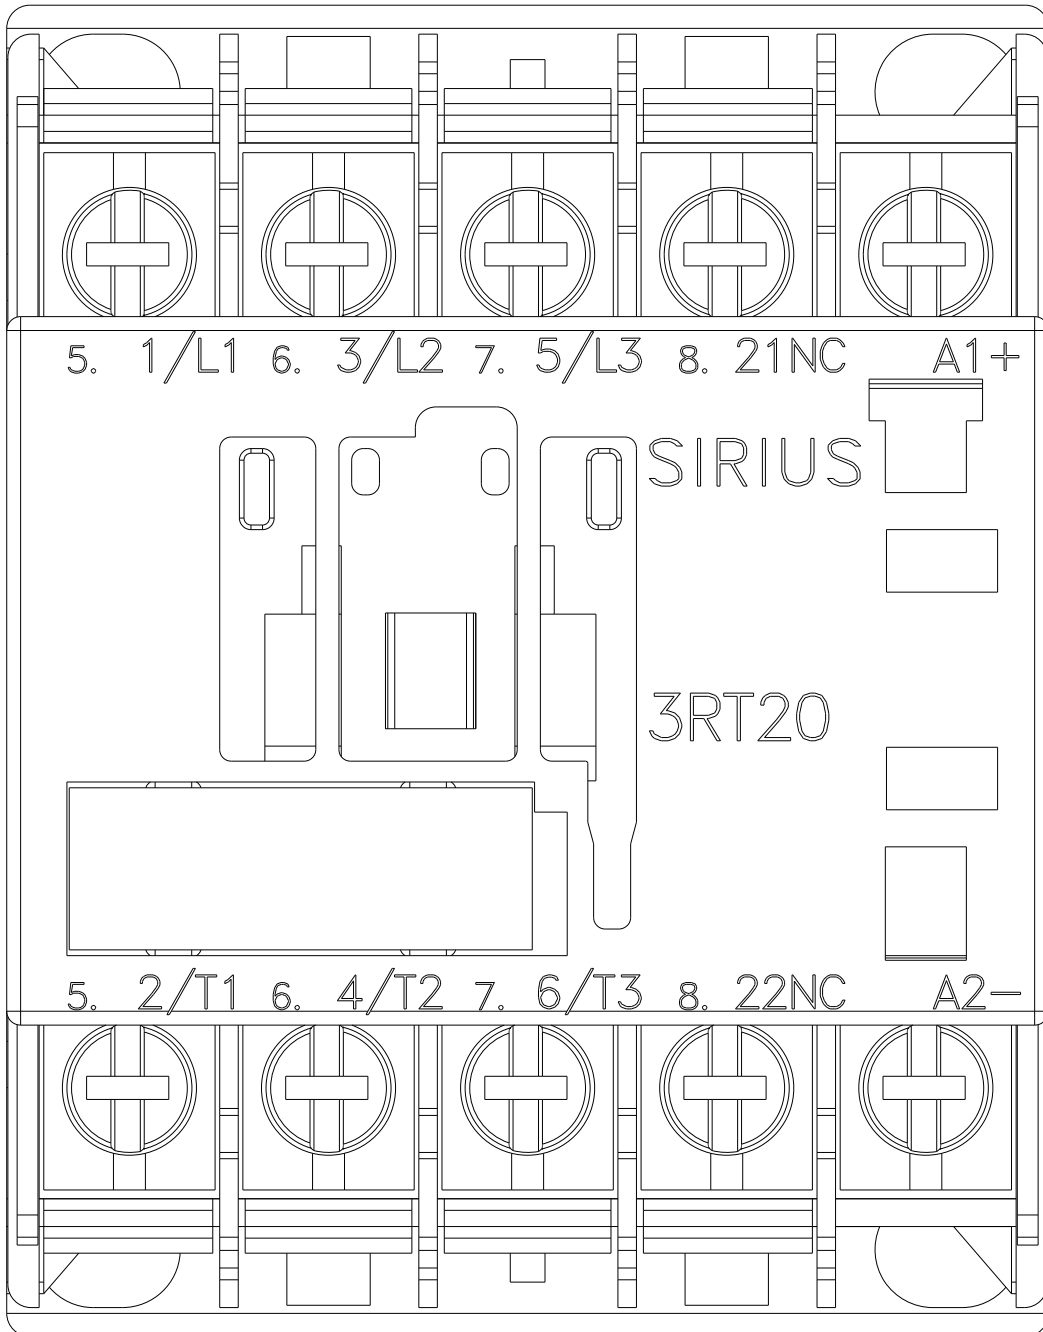 5. 1/L1 6. 3/L2 7. 5/L3 8. 21NC A1+
SIRIUS
3RT20
5. 2/T1 6. 4/T2 7. 6/T3 8. 22NC A2-